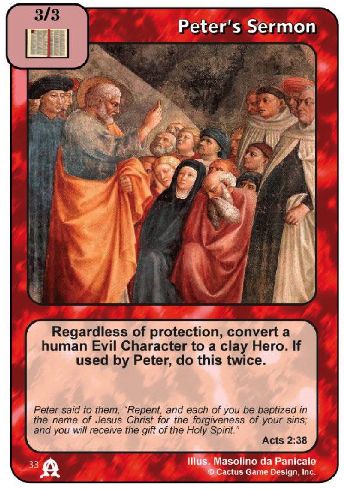 3/3
Peter's Sermon
Regardless of protection, convert a
human Evil Character to a clay Hero. If
used by Peter, do this twice.
Peter said to them, "Repent, and each of you be baptized in
the name of Jesus Christ for the forgiveness of your sins;
and you will receive the gift of the Holy Spirit."
Acts 2:38
33
Illus. Masolino da Panicale
© Cactus Game Design, Inc.